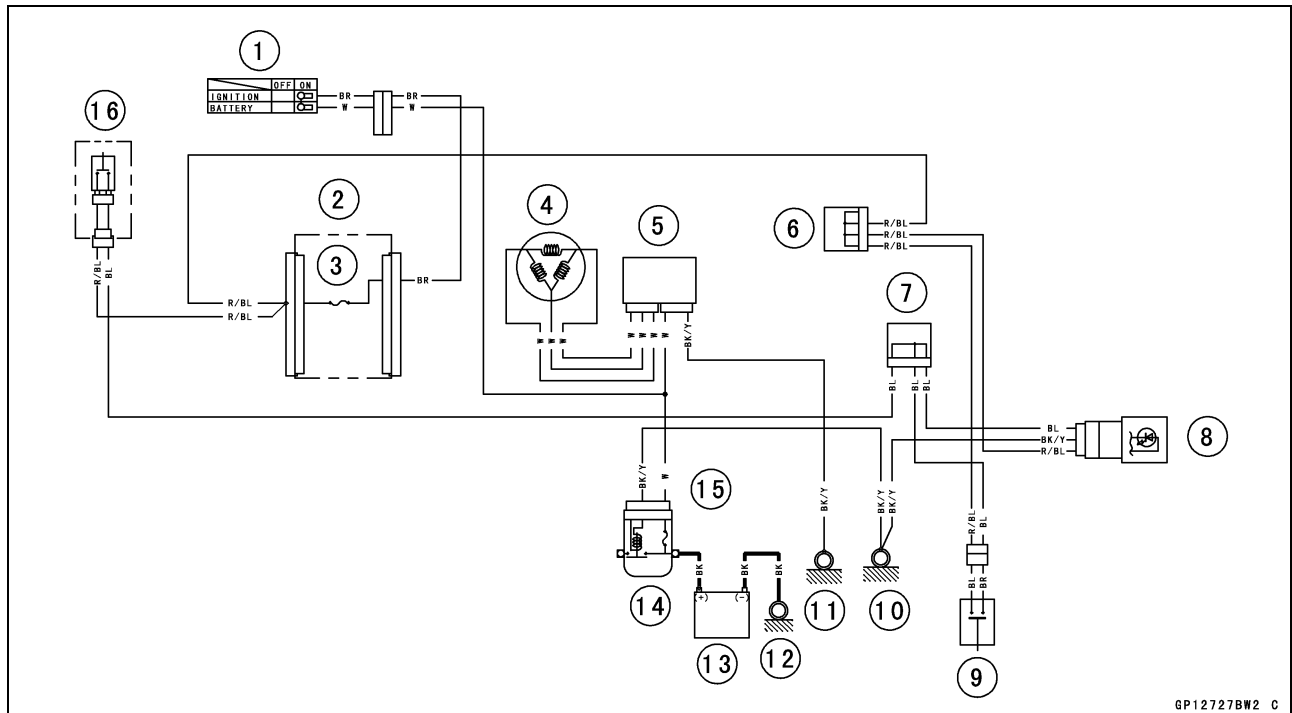 1
OFF ON
IGNITION
BATTERY
BR
W
BR
W
16
2
3
4
5
6
R/BL
R/BL
R/BL
7
R/BL
BL
R/BL
R/BL
BR
W
W
W
W
W
W
W
BK/Y
BL
BL
BL
BL
BK/Y
R/BL
8
BK/Y
W
15
BK/Y
BK/Y
BK/Y
R/BL
BL
BK
BK
BL
BR
(+)
(-)
14
13
12
11
10
9
GP12727BW2 C